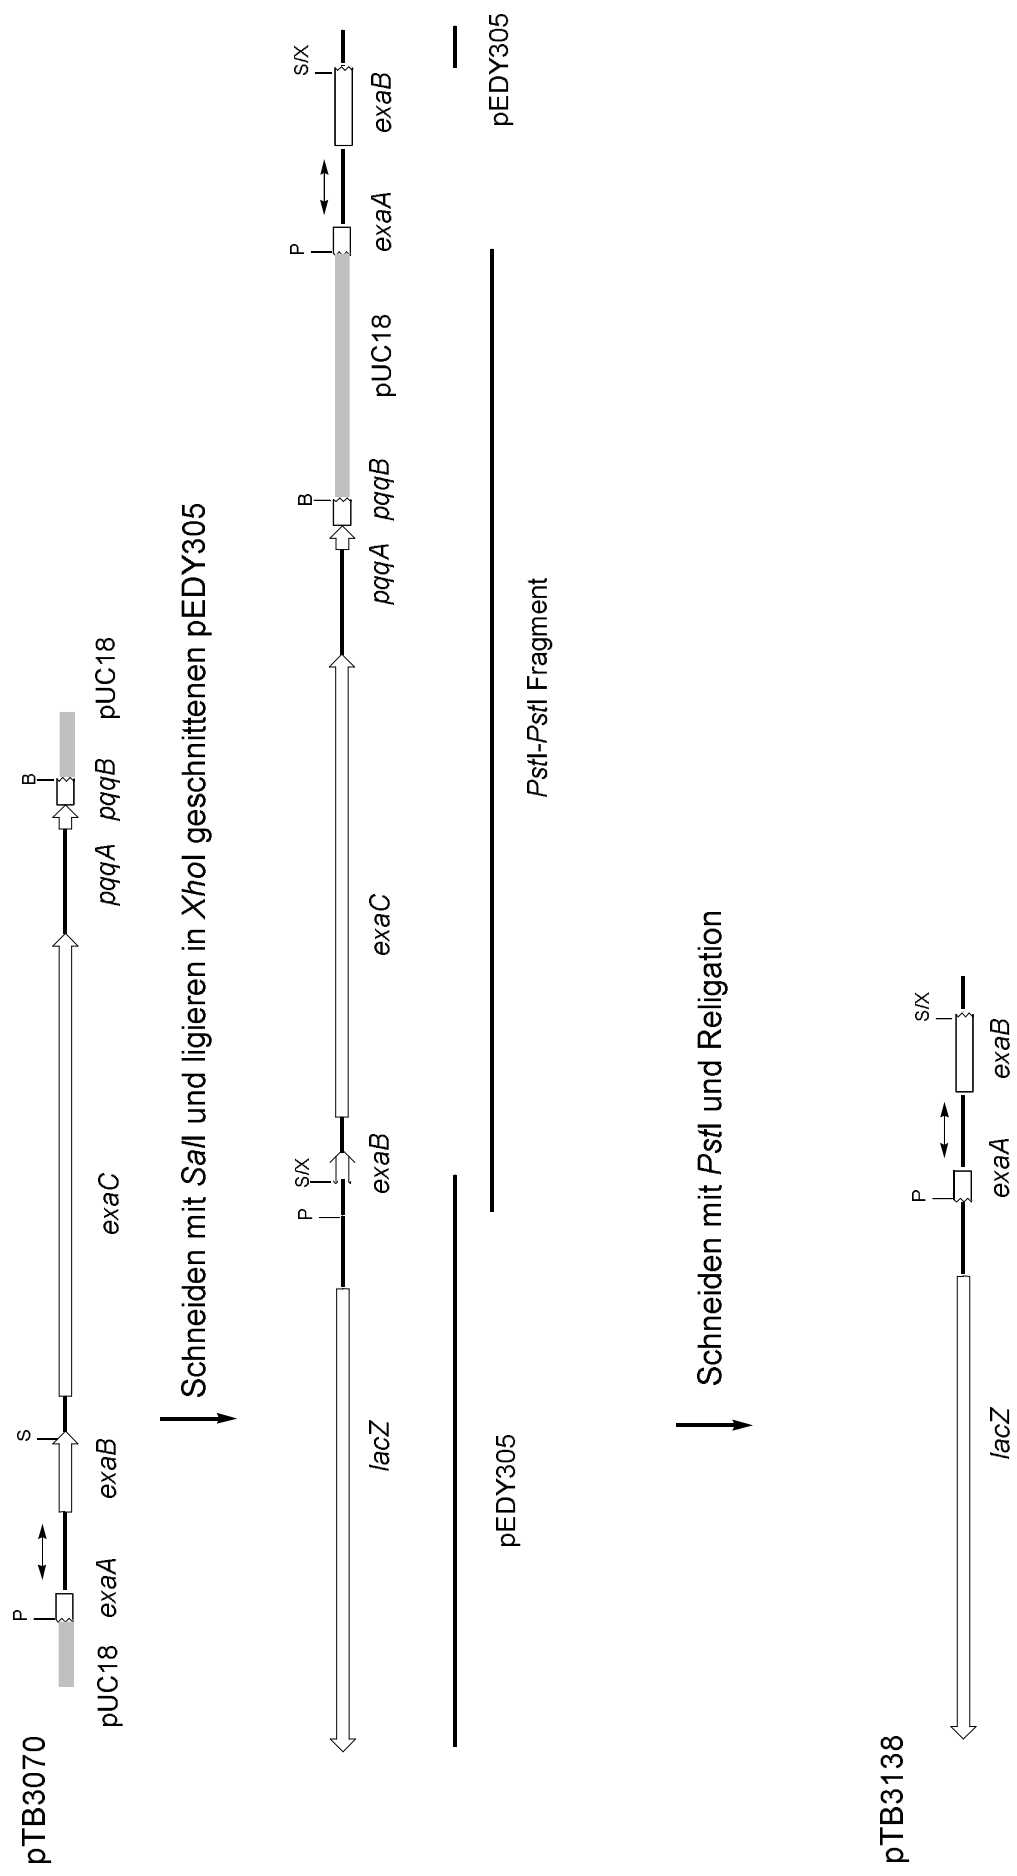 pTB3070
P
S
B
pUC18
exaA
exaB
exaC
pqqA
pqqB
pUC18
Schneiden mit SalI und ligieren in XhoI geschnittenen pEDY305
P
S/X
B
P
S/X
lacZ
exaB
exaC
pqqA
pqqB
pUC18
exaA
exaB
pEDY305
pEDY305
PstI-PstI Fragment
Schneiden mit PstI und Religation
pTB3138
P
S/X
lacZ
exaA
exaB